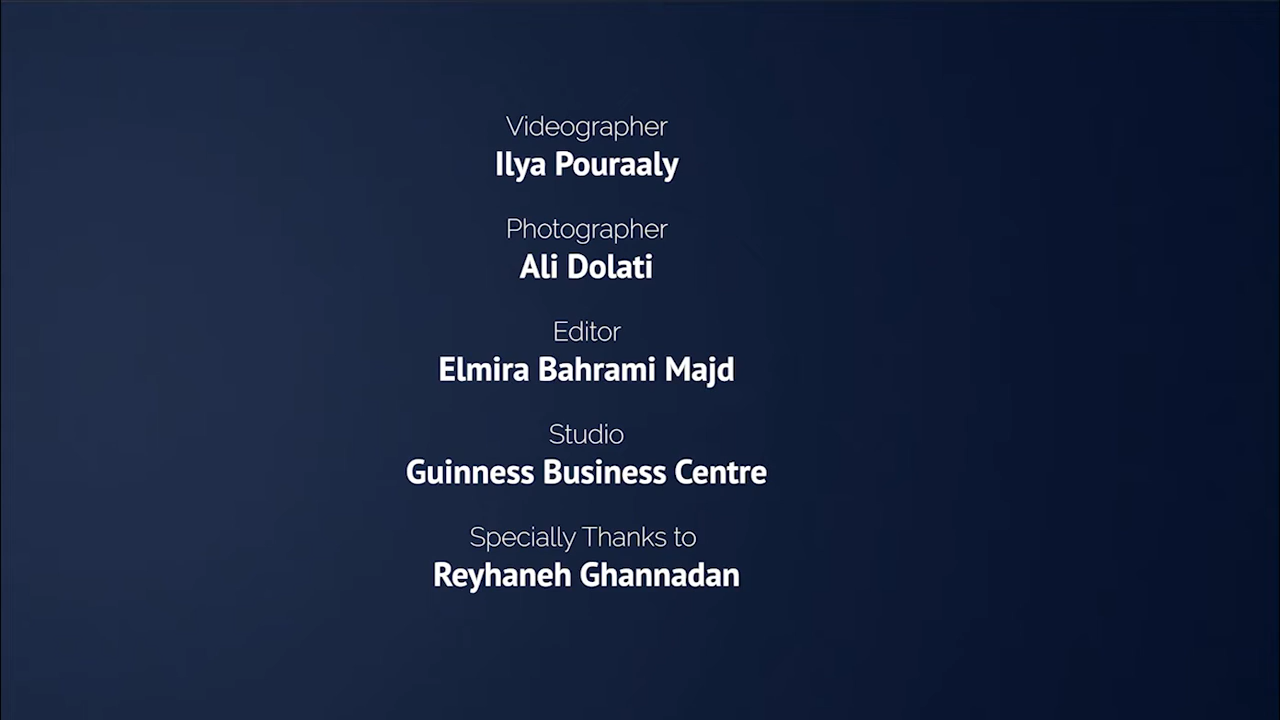 Videographer
Ilya Pouraaly
Photographer
Ali Dolati
Editor
Elmira Bahrami Majd
Studio
Guinness Business Centre
Specially Thanks to
Reyhaneh Ghannadan